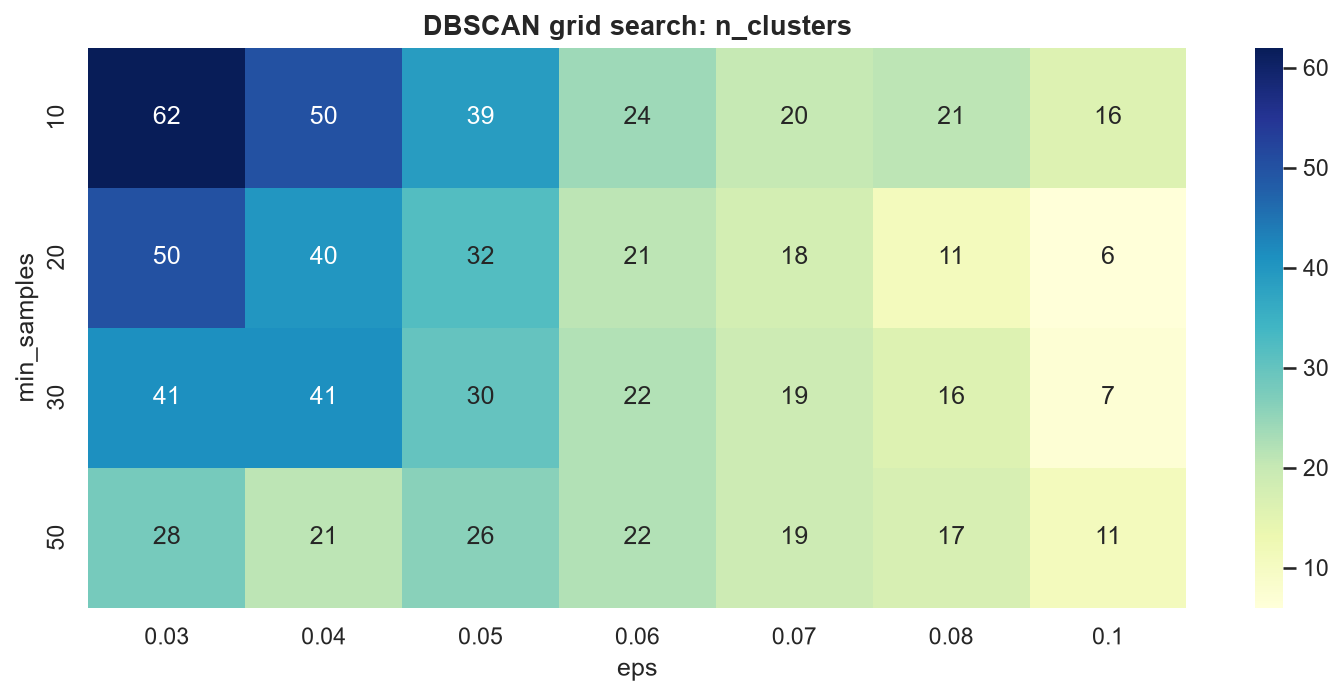 DBSCAN grid search: n_clusters
min_samples
10 62 50 39 24 20 21 16
20 50 40 32 21 18 11 6
30 41 41 30 22 19 16 7
50 28 21 26 22 19 17 11
0.03 0.04 0.05 0.06 0.07 0.08 0.1
eps
60
50
40
30
20
10